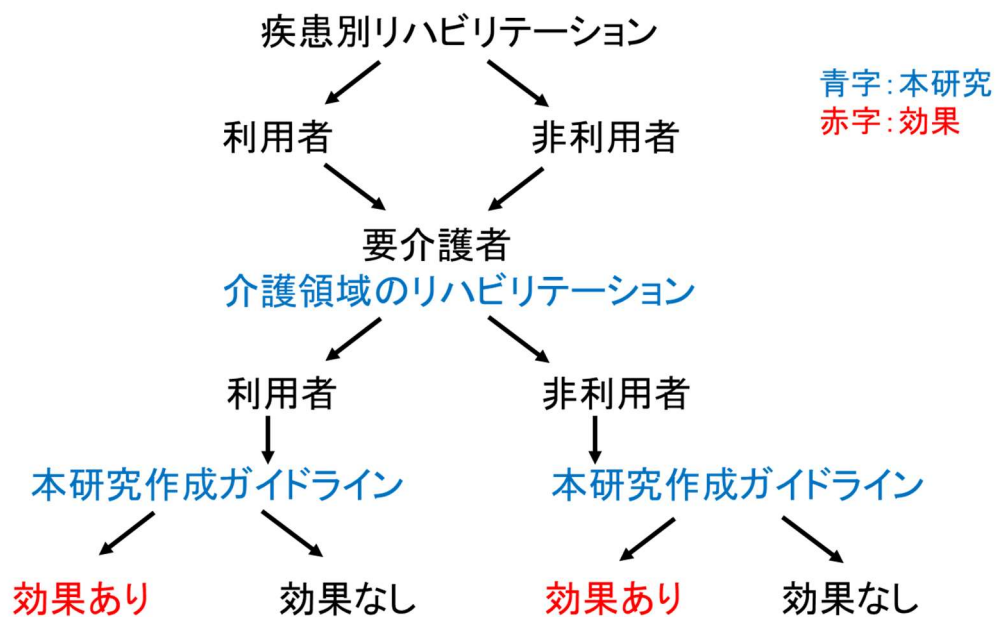 疾患別リハビリテーション
青字：本研究
赤字：効果
利用者
非利用者
要介護者
介護領域のリハビリテーション
利用者
非利用者
本研究作成ガイドライン
本研究作成ガイドライン
効果あり
効果なし
効果あり
効果なし